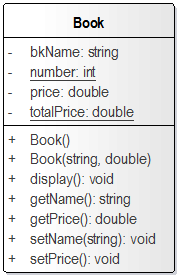 Book
- bkName: string
- number: int
- price: double
- totalPrice: double
+ Book()
+ Book(string, double)
+ display(): void
+ getName(): string
+ getPrice(): double
+ setName(string): void
+ setPrice(): void